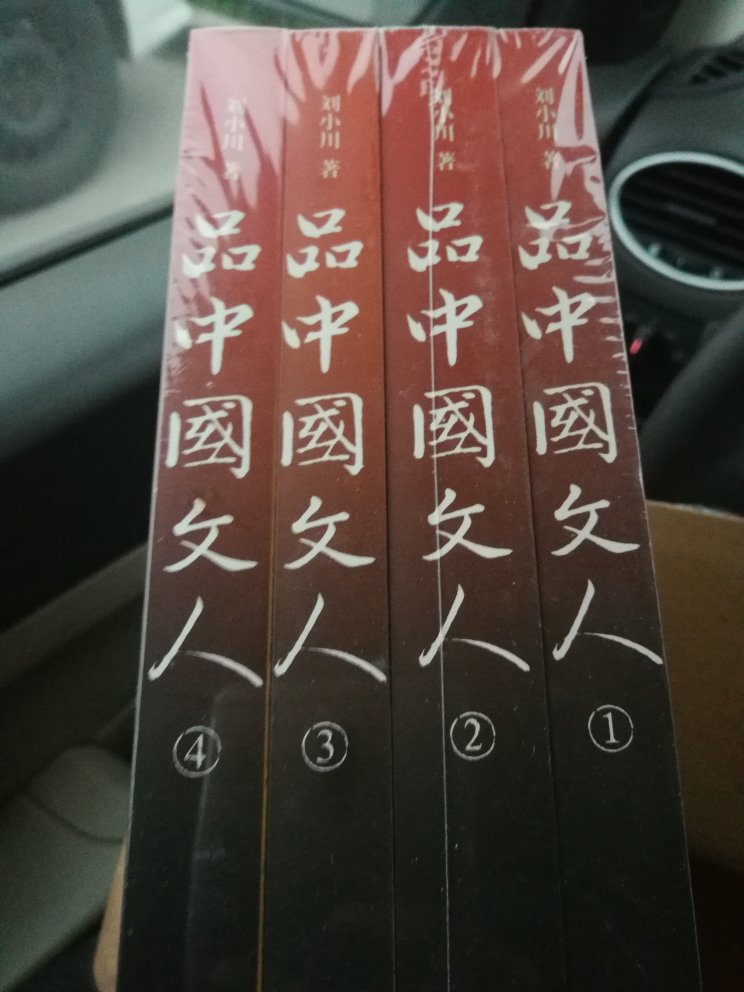 刘小川 著
品中國文人
④
刘小川 著
品中國文人
③
刘小川 著
品中國文人
②
刘小川 著
品中國文人
①